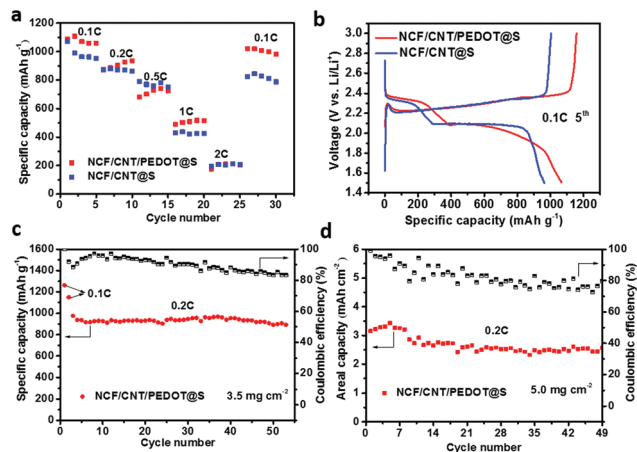 a
1200
1000
800
600
400
200
0
0.1C
0.2C
0.5C
1C
2C
0.1C
NCF/CNT/PEDOT@S
NCF/CNT@S
0 5 10 15 20 25 30
Cycle number
Specific capacity (mAh g⁻¹)
b
3.0
2.7
2.4
2.1
1.8
1.5
NCF/CNT/PEDOT@S
NCF/CNT@S
0.1C 5th
0 200 400 600 800 1000 1200
Specific capacity (mAh g⁻¹)
Voltage (V vs. Li/Li⁺)
c
1600
1400
1200
1000
800
600
400
200
0
0.1C
0.2C
NCF/CNT/PEDOT@S 3.5 mg cm⁻²
0 10 20 30 40 50
Cycle number
Specific capacity (mAh g⁻¹)
100
80
60
40
20
0
Coulombic efficiency (%)
d
6
5
4
3
2
1
0
0.2C
NCF/CNT/PEDOT@S 5.0 mg cm⁻²
0 7 14 21 28 35 42 49
Cycle number
Areal capacity (mAh cm⁻²)
100
80
60
40
20
0
Coulombic efficiency (%)